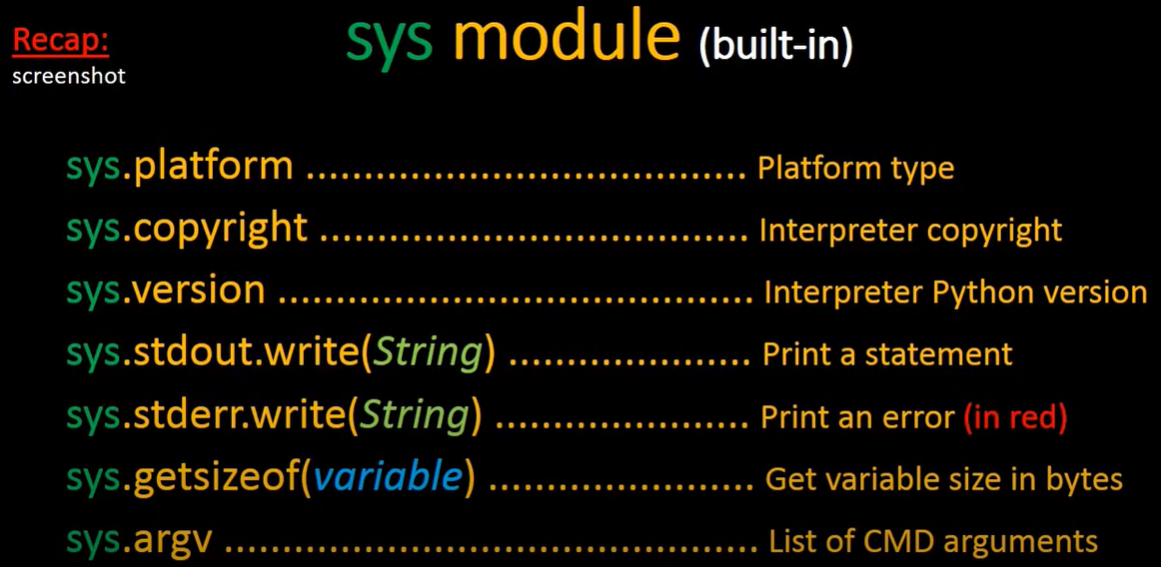 Recap:
screenshot
sys module (built-in)
sys.platform ...................................... Platform type
sys.copyright ..................................... Interpreter copyright
sys.version ......................................... Interpreter Python version
sys.stdout.write(String) ..................... Print a statement
sys.stderr.write(String) ...................... Print an error (in red)
sys.getsizeof(variable) ....................... Get variable size in bytes
sys.argv .............................................. List of CMD arguments